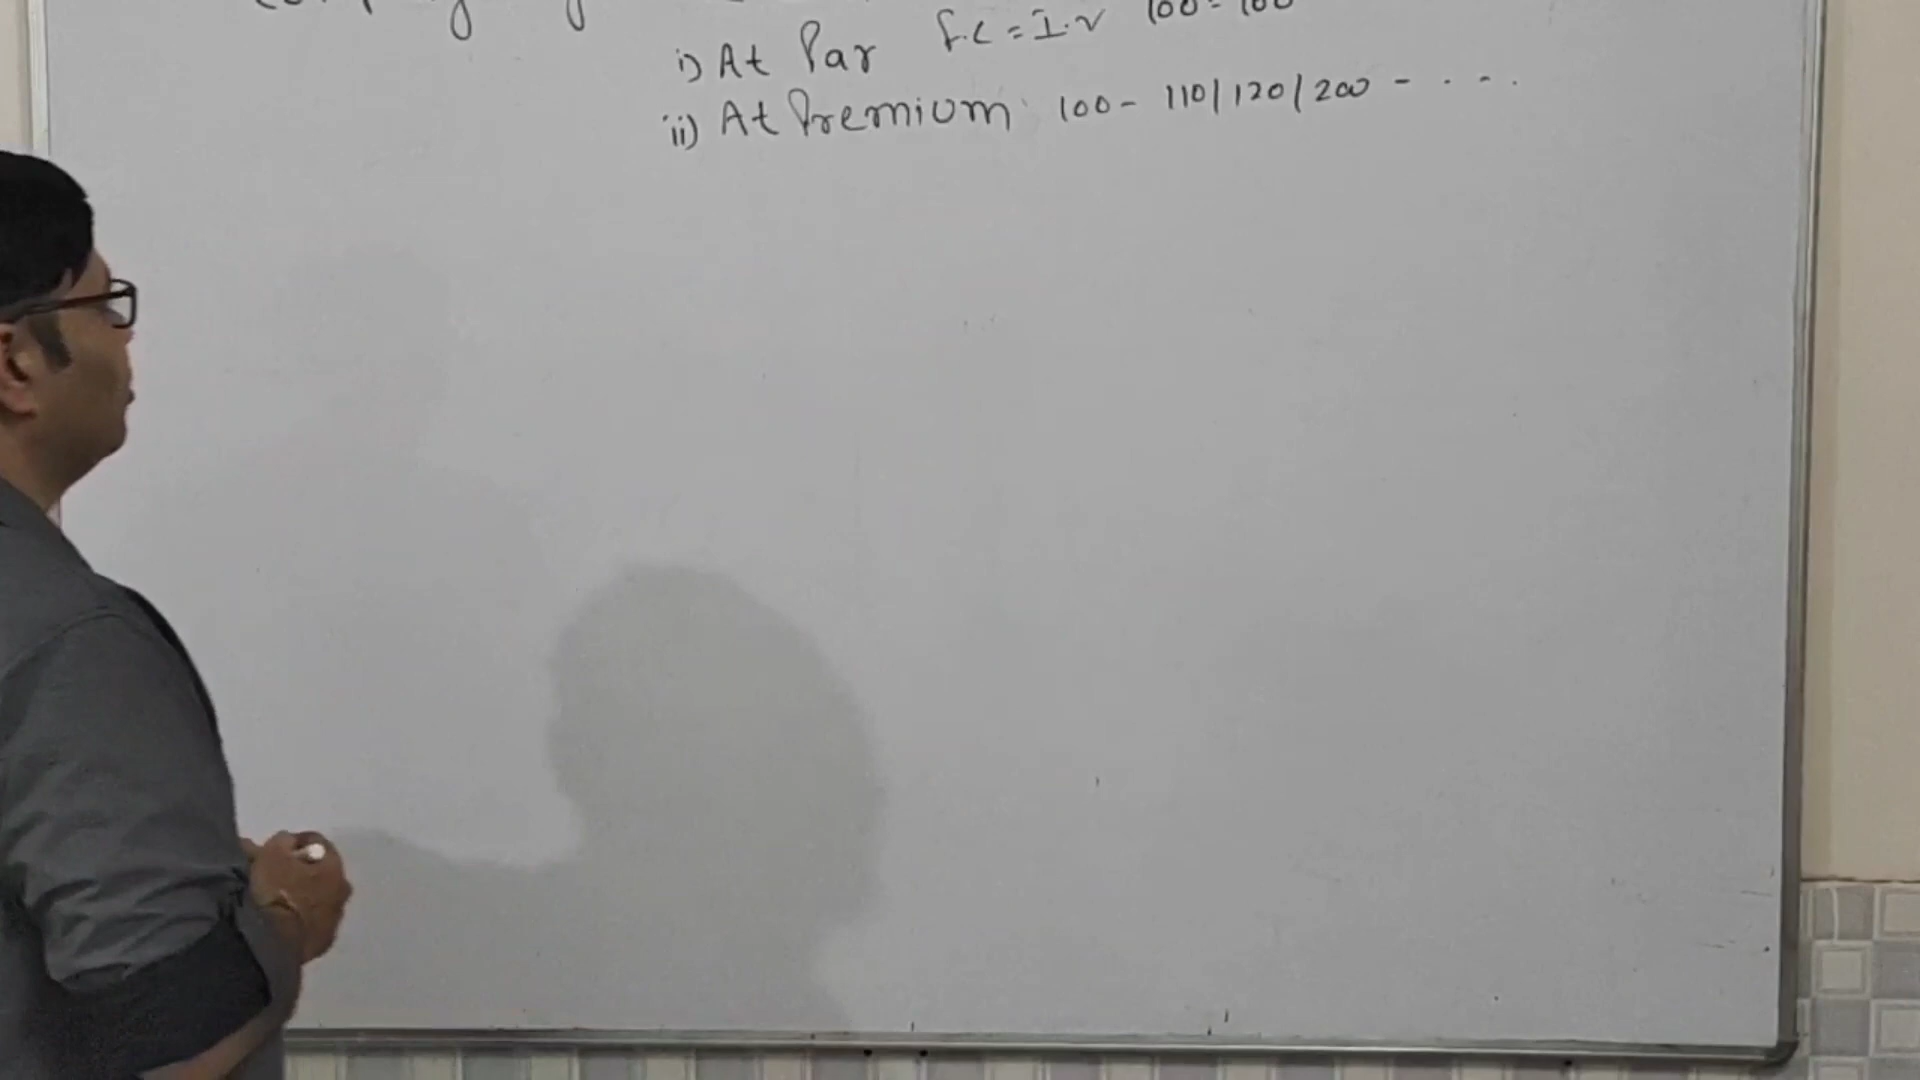 i) At Par f.c = I.v 100 - 100
ii) At Premium 100 - 110/120/200 - . - .